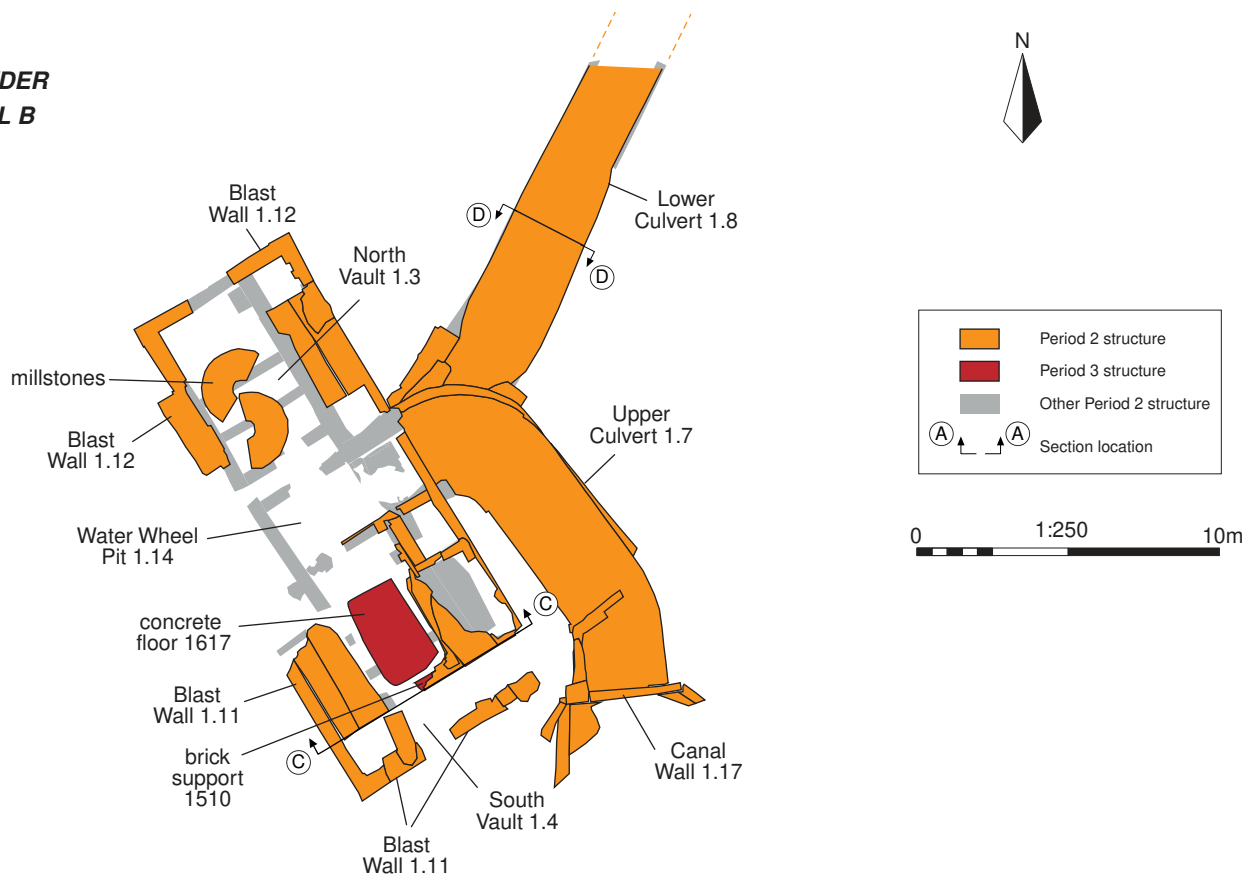 DER
L B
N
Blast
Wall 1.12
North
Vault 1.3
Lower
Culvert 1.8
D
D
millstones
Blast
Wall 1.12
Upper
Culvert 1.7
Water Wheel
Pit 1.14
concrete
floor 1617
C
Blast
Wall 1.11
brick
support
1510
C
South
Vault 1.4
Blast
Wall 1.11
Canal
Wall 1.17
Period 2 structure
Period 3 structure
Other Period 2 structure
A A Section location
0 1:250 10m